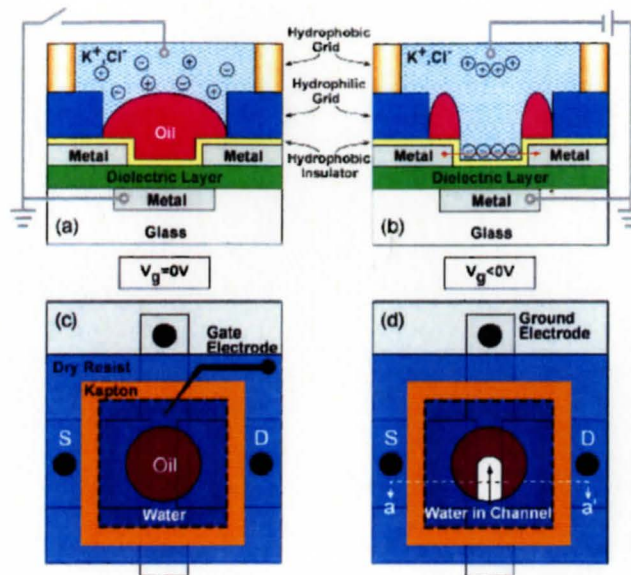 K+,Cl-
Oil
Metal
Metal
Dielectric Layer
Metal
(a)
Glass
Hydrophobic
Grid
Hydrophilic
Grid
Hydrophobic
Insulator
K+,Cl-
Metal
Metal
Dielectric Layer
Metal
(b)
Glass
Vg=0V
Vg<0V
(c)
Gate
Electrode
Dry Resist
Kapton
S
D
Oil
Water
(d)
Ground
Electrode
S
D
a
a'
Water in Channel